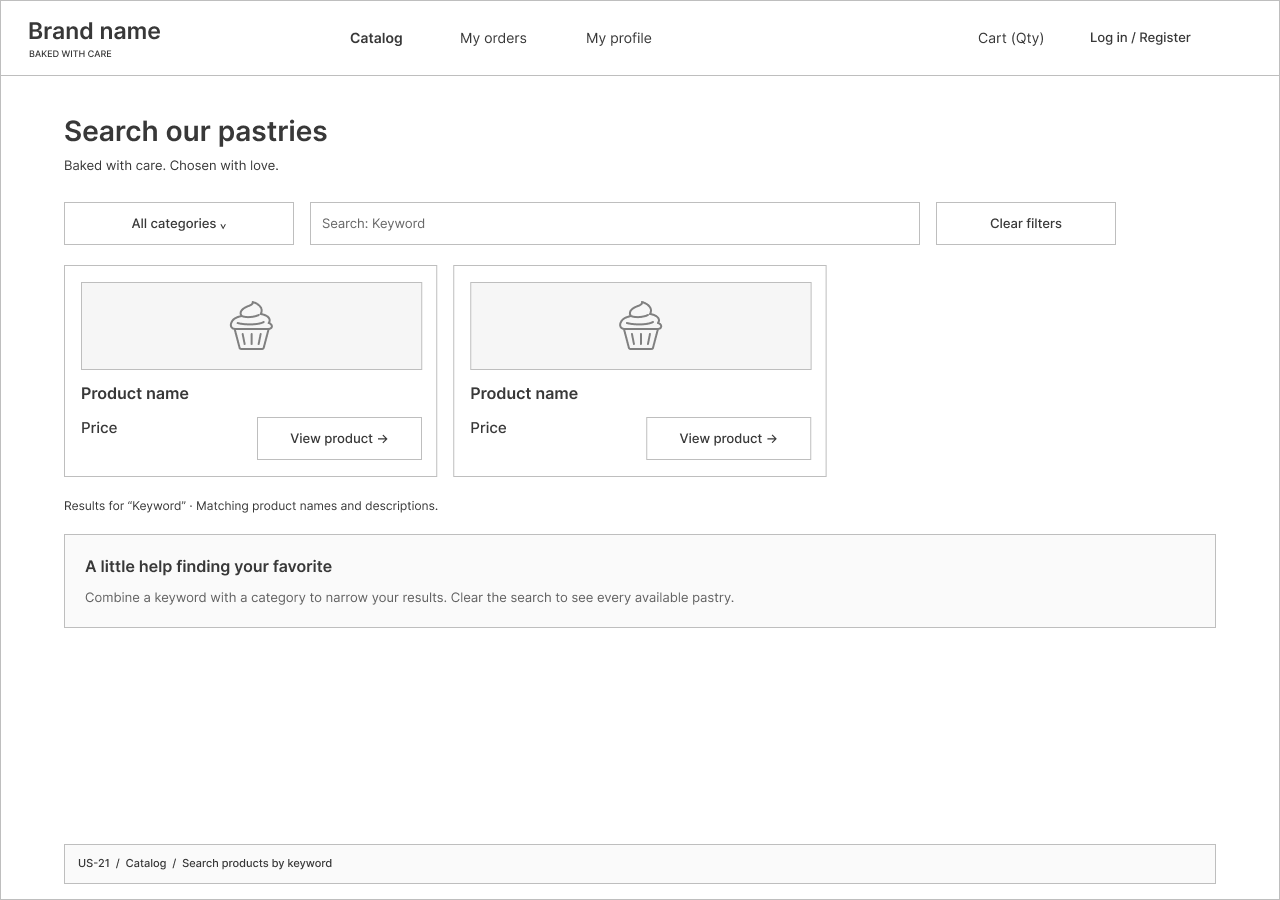 Brand name
BAKED WITH CARE
Catalog
My orders
My profile
Cart (Qty)
Log in / Register
Search our pastries
Baked with care. Chosen with love.
All categories ˅
Search: Keyword
Clear filters
Product name
Price
View product →
Product name
Price
View product →
Results for “Keyword” · Matching product names and descriptions.
A little help finding your favorite
Combine a keyword with a category to narrow your results. Clear the search to see every available pastry.
US-21 / Catalog / Search products by keyword